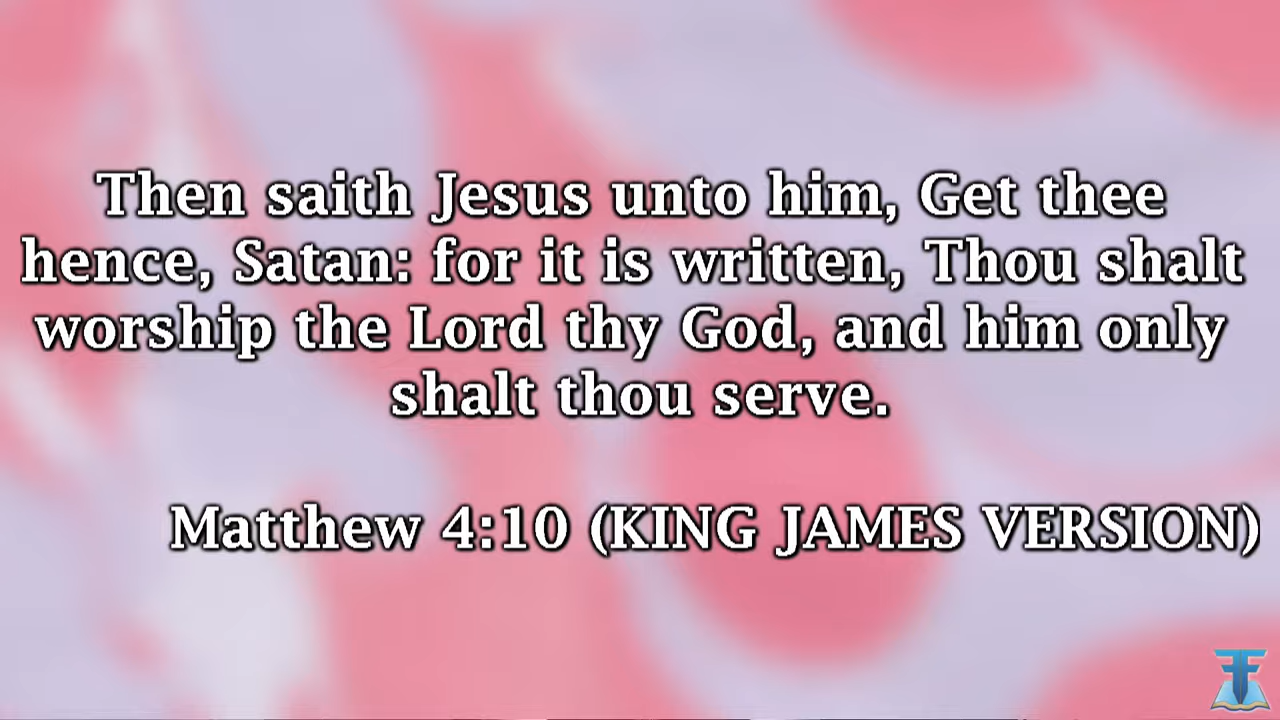 Then saith Jesus unto him, Get thee
hence, Satan: for it is written, Thou shalt
worship the Lord thy God, and him only
shalt thou serve.
Matthew 4:10 (KING JAMES VERSION)